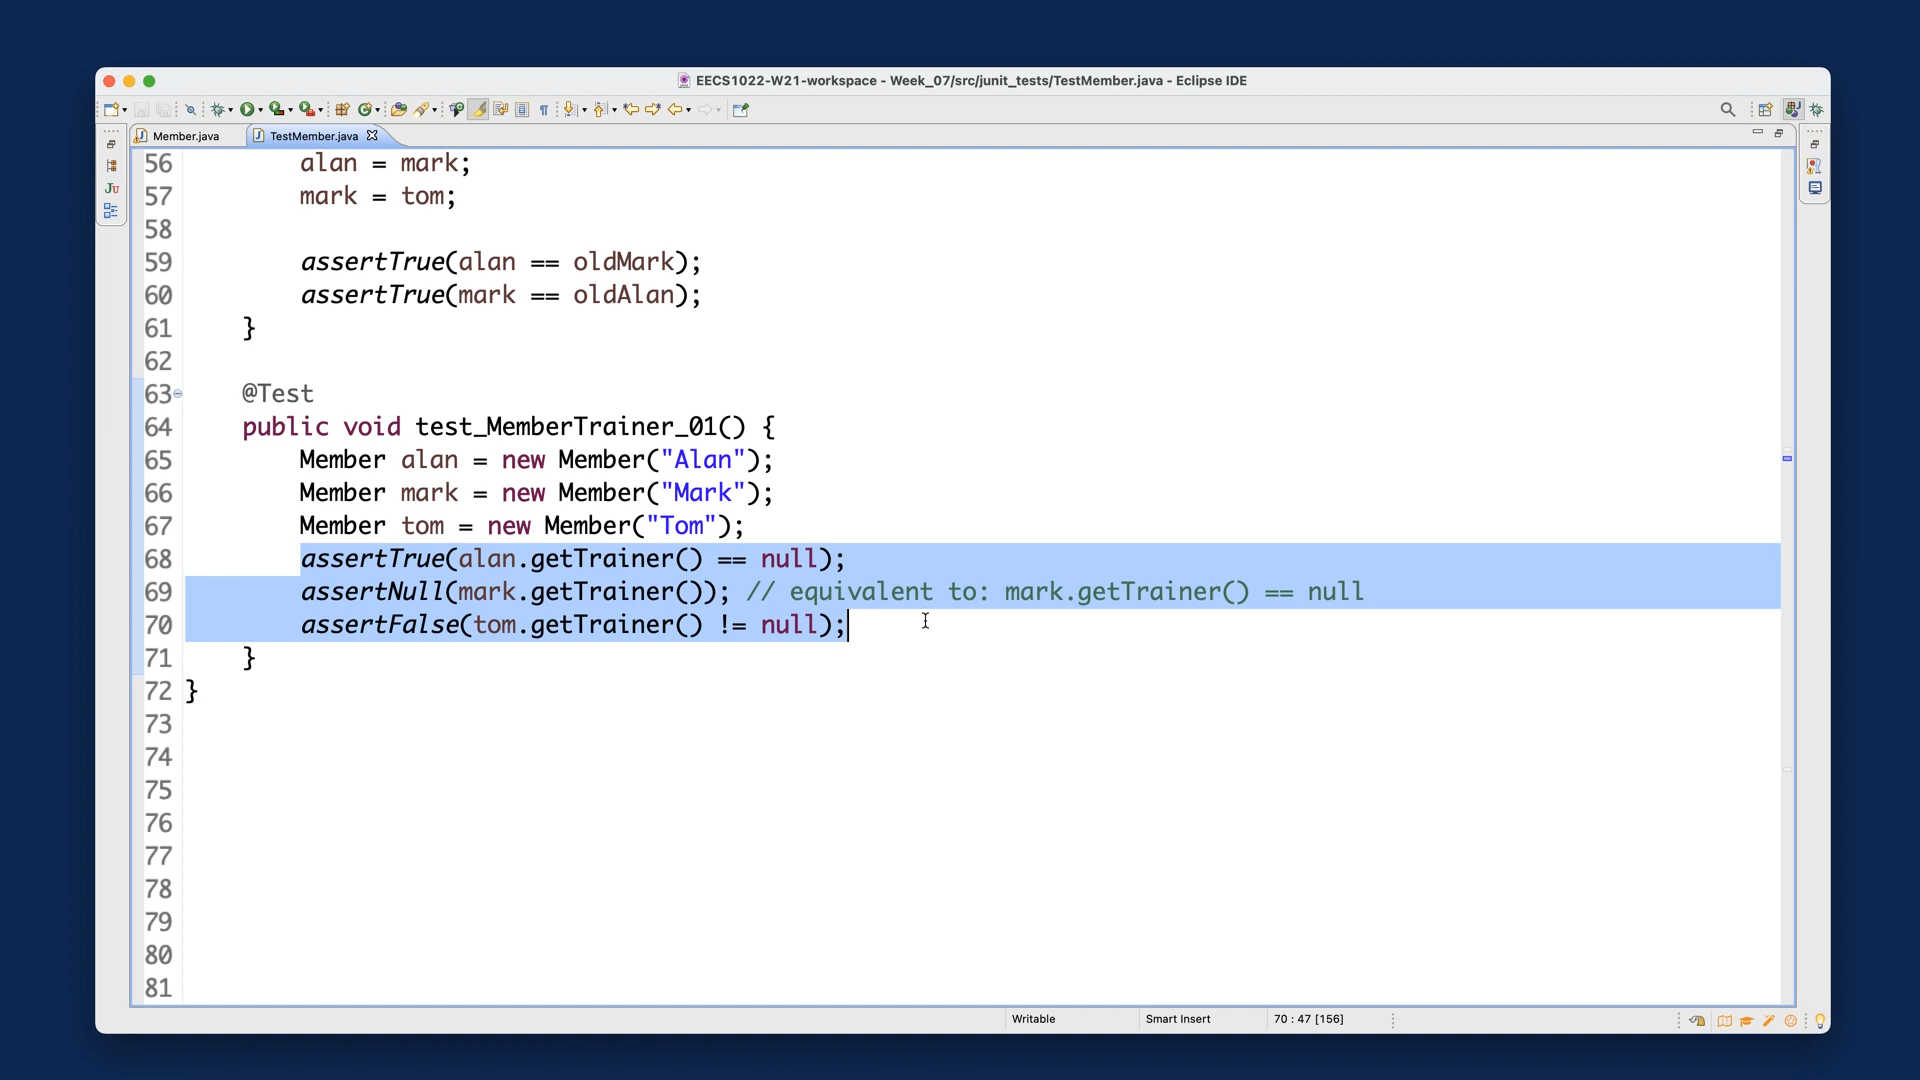 EECS1022-W21-workspace - Week_07/src/junit_tests/TestMember.java - Eclipse IDE
Member.java
TestMember.java
56 alan = mark;
57 mark = tom;
58
59 assertTrue(alan == oldMark);
60 assertTrue(mark == oldAlan);
61 }
62
63 @Test
64 public void test_MemberTrainer_01() {
65 Member alan = new Member("Alan");
66 Member mark = new Member("Mark");
67 Member tom = new Member("Tom");
68 assertTrue(alan.getTrainer() == null);
69 assertNull(mark.getTrainer()); // equivalent to: mark.getTrainer() == null
70 assertFalse(tom.getTrainer() != null);
71 }
72 }
73
74
75
76
77
78
79
80
81
Writable
Smart Insert
70 : 47 [156]